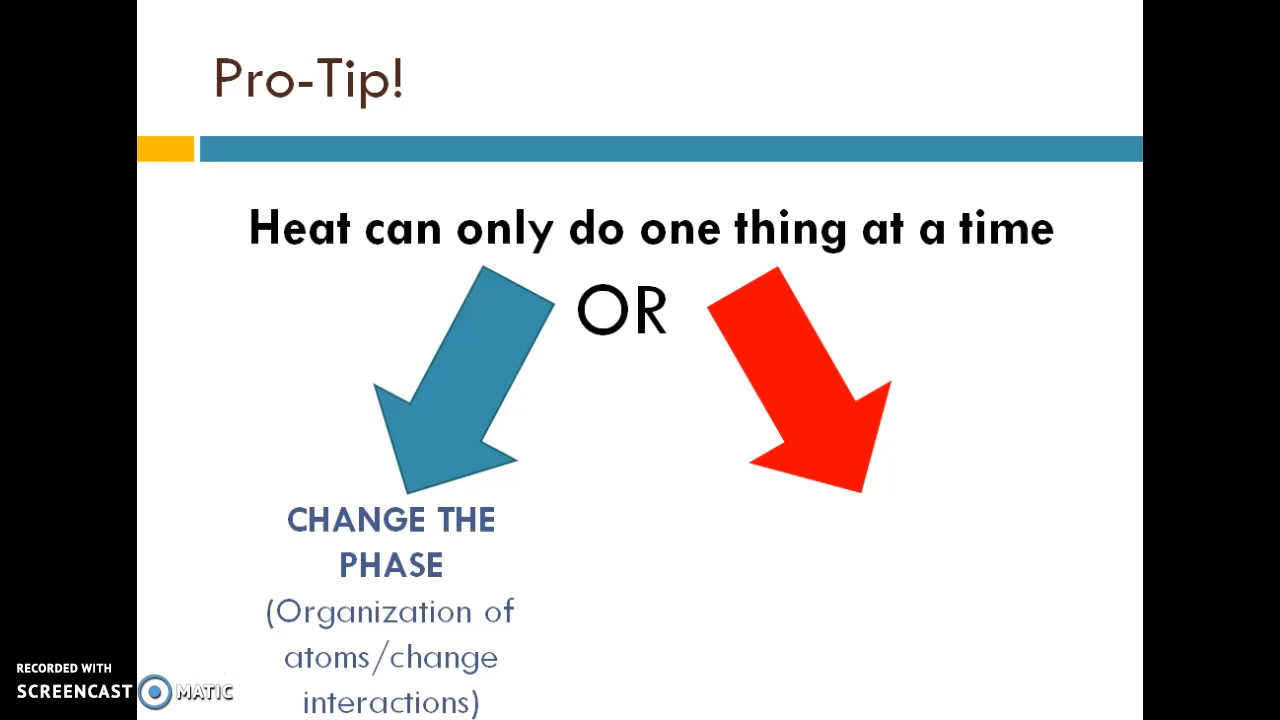 Pro-Tip!
Heat can only do one thing at a time
OR
CHANGE THE
PHASE
(Organization of
atoms/change
interactions)
RECORDED WITH
SCREENCAST MATIC